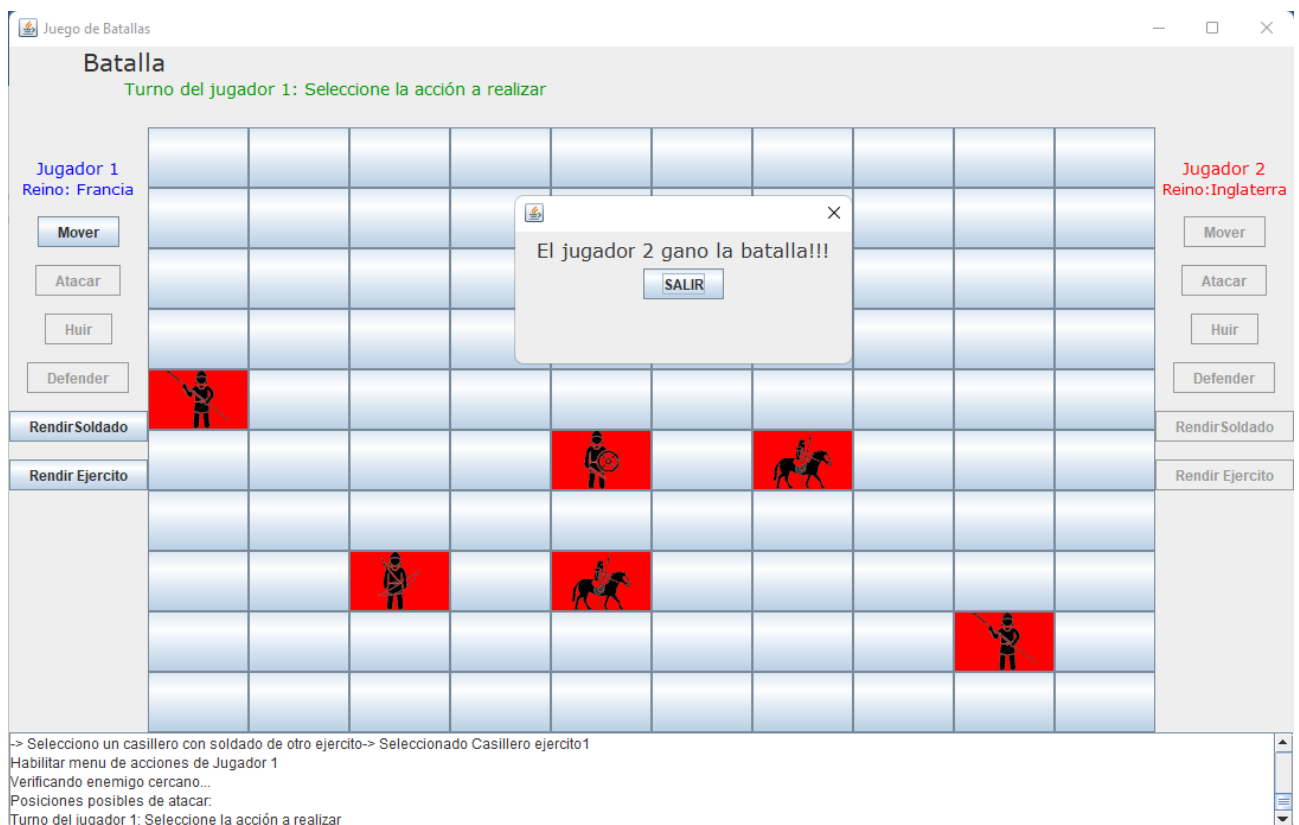 Juego de Batallas
Batalla
Turno del jugador 1: Seleccione la acción a realizar
Jugador 1
Reino: Francia
Mover
Atacar
Huir
Defender
RendirSoldado
Rendir Ejercito
El jugador 2 gano la batalla!!!
SALIR
Jugador 2
Reino:Inglaterra
Mover
Atacar
Huir
Defender
RendirSoldado
Rendir Ejercito
-> Selecciono un casillero con soldado de otro ejercito-> Seleccionado Casillero ejercito1
Habilitar menu de acciones de Jugador 1
Verificando enemigo cercano...
Posiciones posibles de atacar:
Turno del jugador 1: Seleccione la acción a realizar